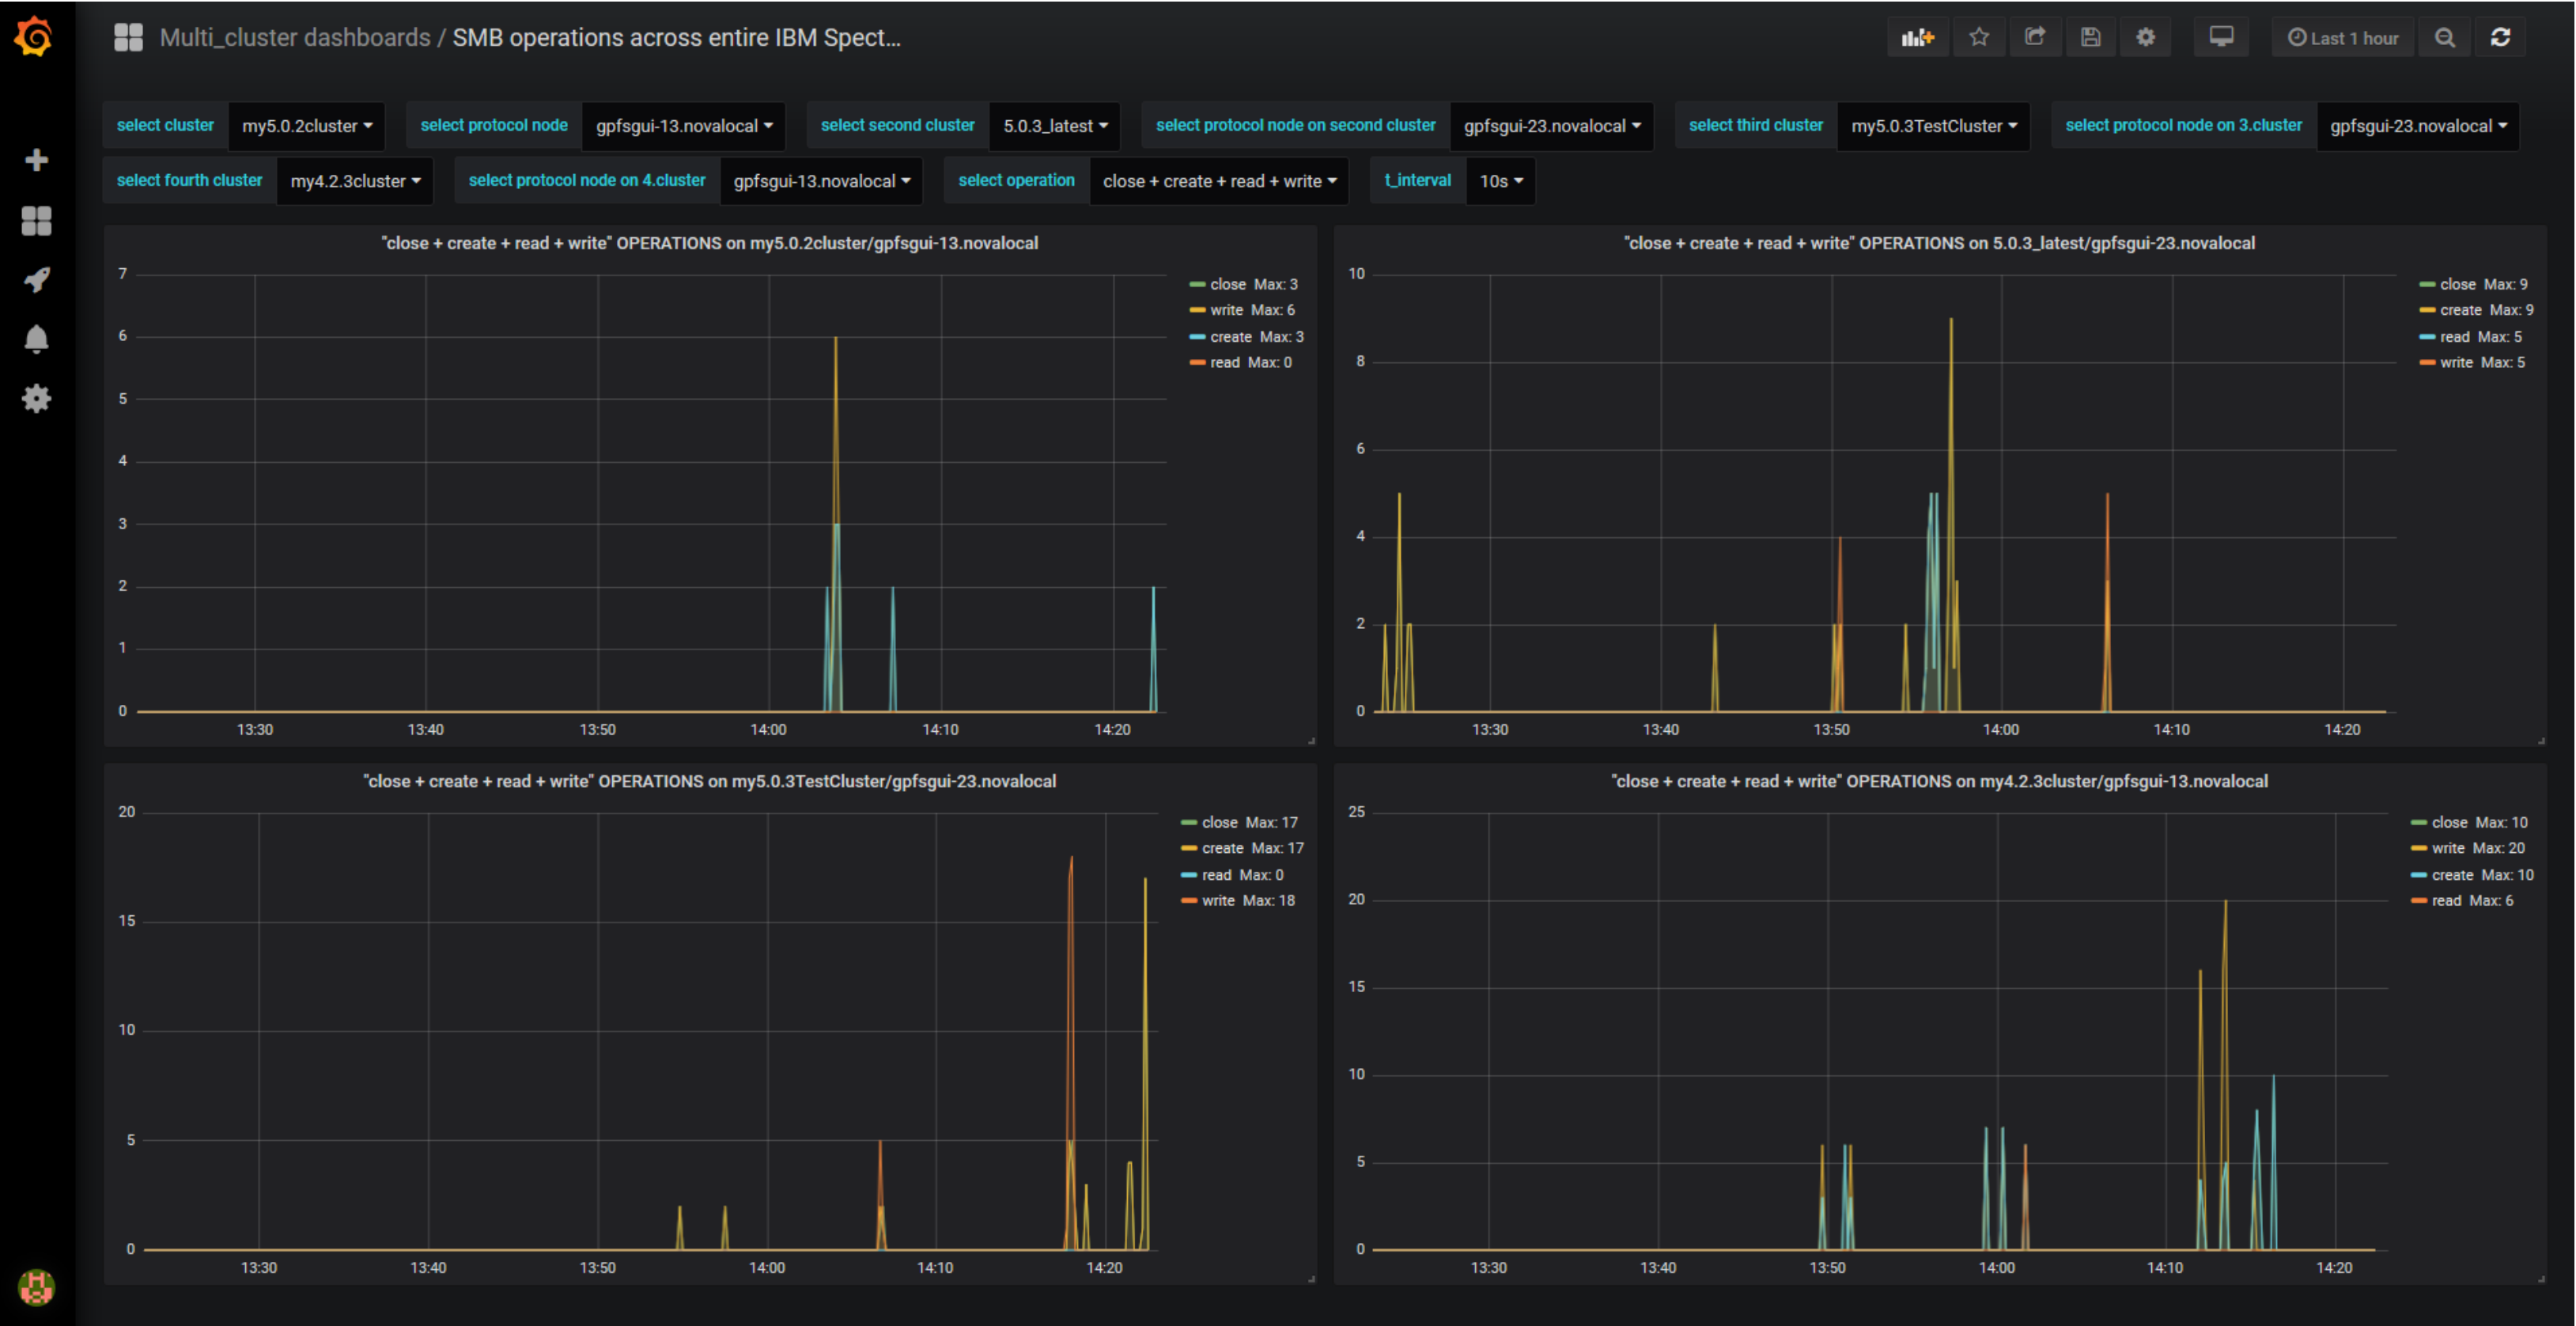 Multi_cluster dashboards / SMB operations across entire IBM Spect...
Last 1 hour
select cluster my5.0.2cluster select protocol node gpfsgui-13.novalocal select second cluster 5.0.3_latest select protocol node on second cluster gpfsgui-23.novalocal select third cluster my5.0.3TestCluster select protocol node on 3.cluster gpfsgui-23.novalocal
select fourth cluster my4.2.3cluster select protocol node on 4.cluster gpfsgui-13.novalocal select operation close + create + read + write t_interval 10s
"close + create + read + write" OPERATIONS on my5.0.2cluster/gpfsgui-13.novalocal
7
6
5
4
3
2
1
0
13:30 13:40 13:50 14:00 14:10 14:20
close Max: 3
write Max: 6
create Max: 3
read Max: 0
"close + create + read + write" OPERATIONS on 5.0.3_latest/gpfsgui-23.novalocal
10
8
6
4
2
0
13:30 13:40 13:50 14:00 14:10 14:20
close Max: 9
create Max: 9
read Max: 5
write Max: 5
"close + create + read + write" OPERATIONS on my5.0.3TestCluster/gpfsgui-23.novalocal
20
15
10
5
0
13:30 13:40 13:50 14:00 14:10 14:20
close Max: 17
create Max: 17
read Max: 0
write Max: 18
"close + create + read + write" OPERATIONS on my4.2.3cluster/gpfsgui-13.novalocal
25
20
15
10
5
0
13:30 13:40 13:50 14:00 14:10 14:20
close Max: 10
write Max: 20
create Max: 10
read Max: 6